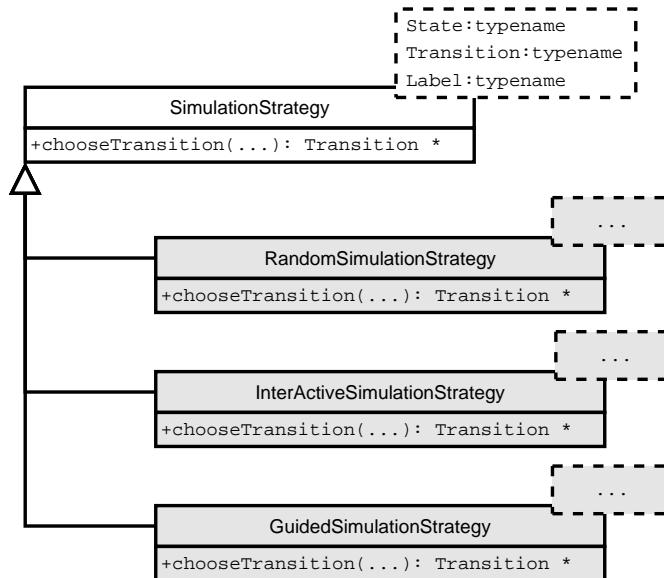 State:typename
Transition:typename
Label:typename
SimulationStrategy
+chooseTransition(...): Transition *
...
RandomSimulationStrategy
+chooseTransition(...): Transition *
...
InterActiveSimulationStrategy
+chooseTransition(...): Transition *
...
GuidedSimulationStrategy
+chooseTransition(...): Transition *